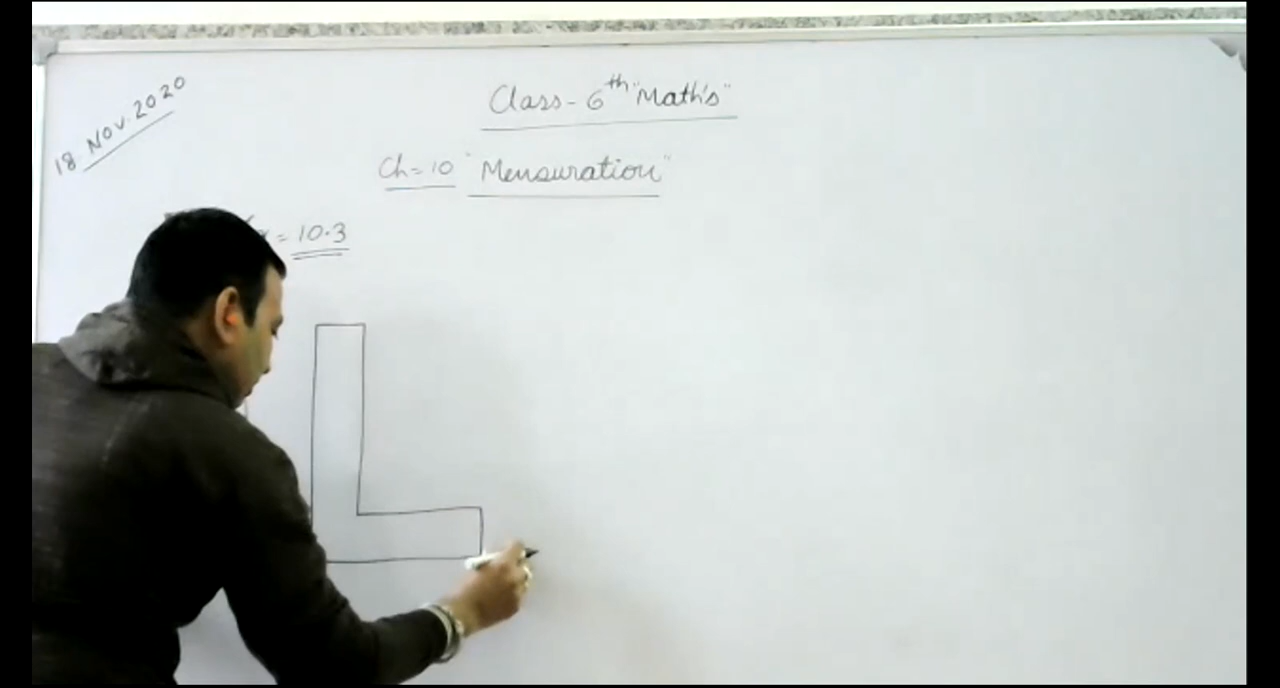 18 Nov. 2020
Class - 6th "Math's"
Ch = 10 "Mensuration"
= 10.3